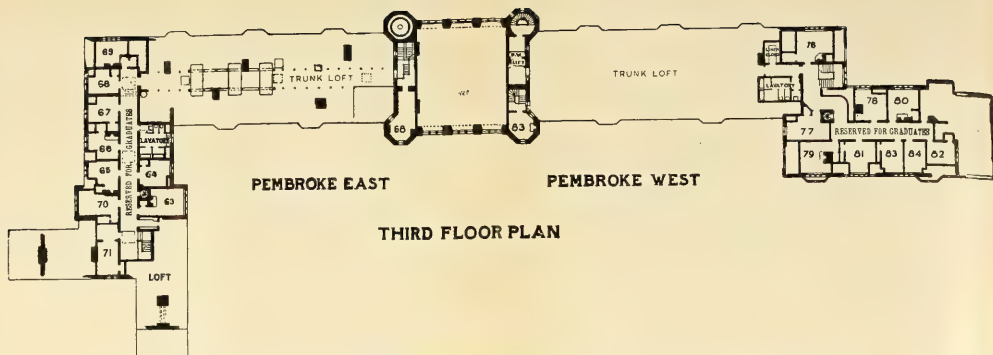 69
68
67
66
65
64
63
70
71
RESERVED FOR GRADUATES
LAVATORY
LOFT
TRUNK LOFT
68
83
LIFT
PEMBROKE EAST
PEMBROKE WEST
THIRD FLOOR PLAN
TRUNK LOFT
LAVATORY
76
78
80
77
RESERVED FOR GRADUATES
79
81
83
84
82